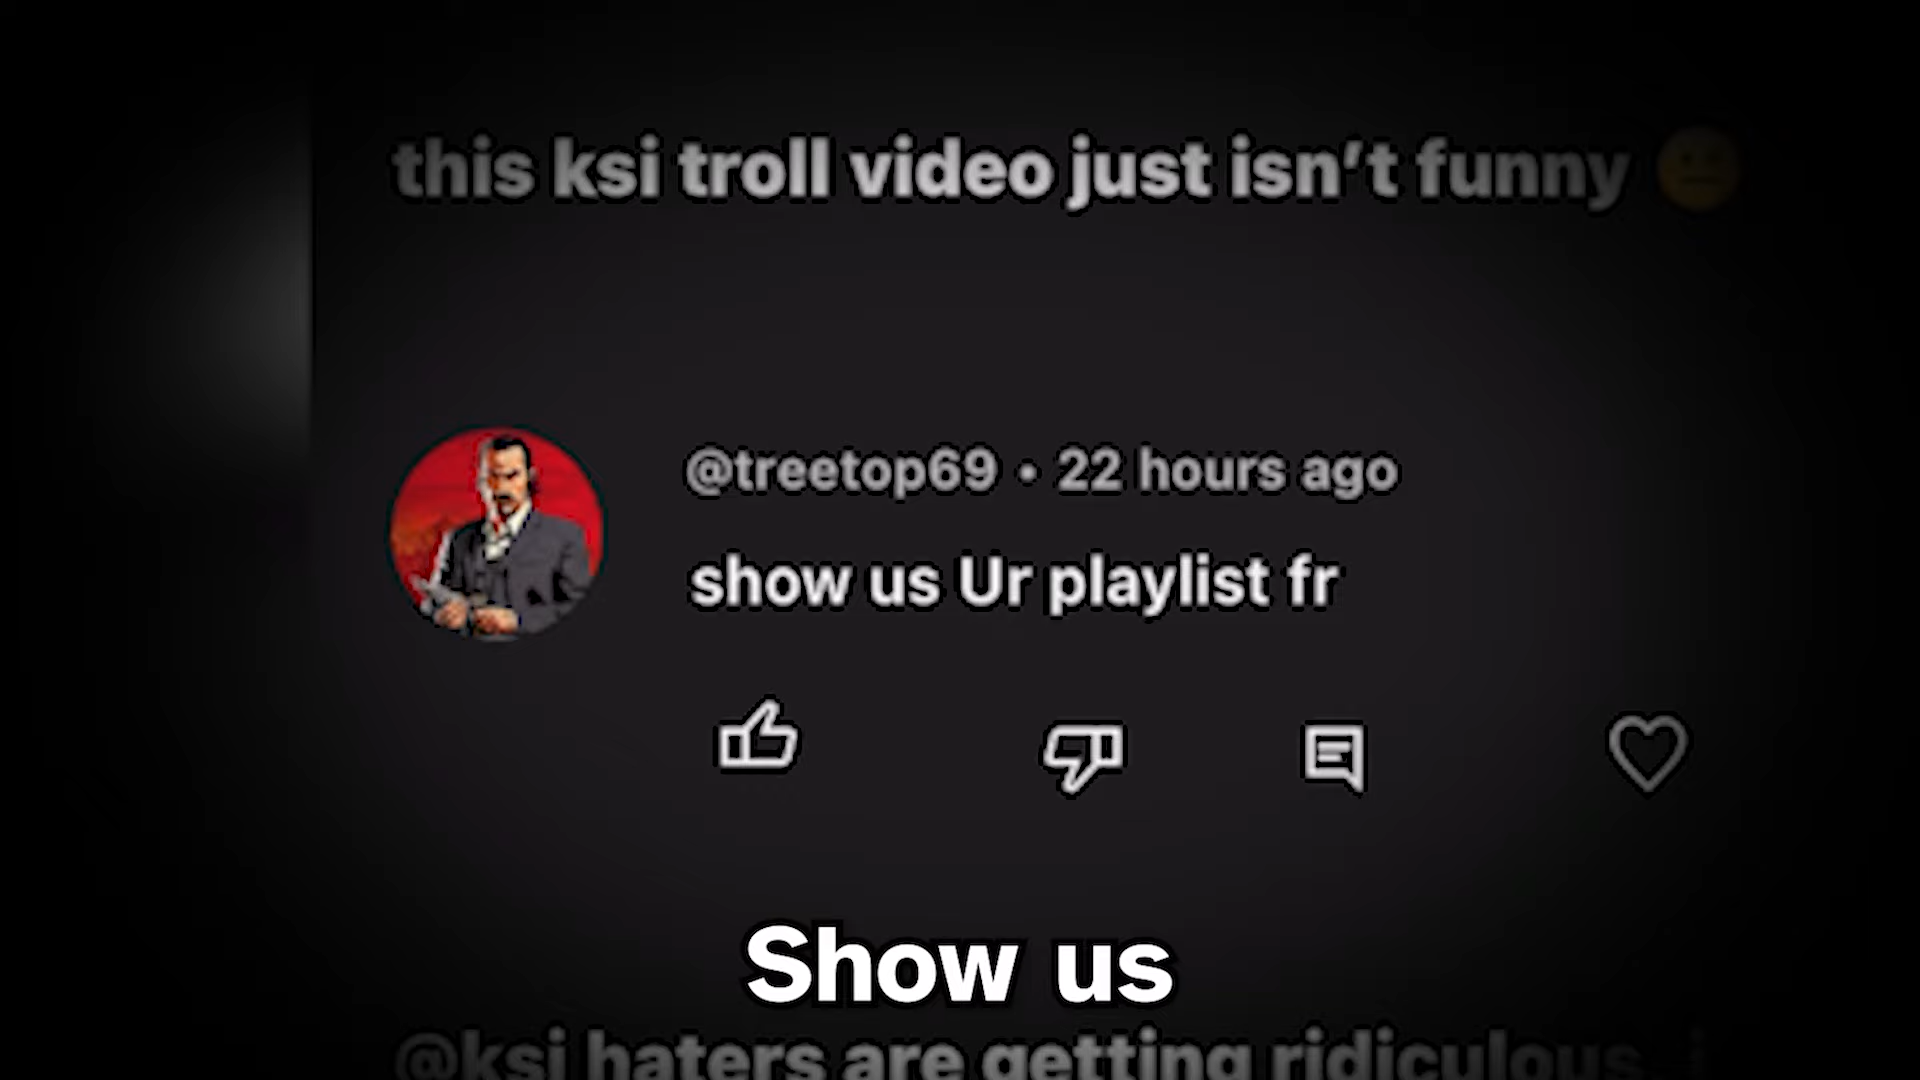 this ksi troll video just isn’t funny 😐
@treetop69 • 22 hours ago
show us Ur playlist fr
Show us
@ksi haters are getting ridiculous